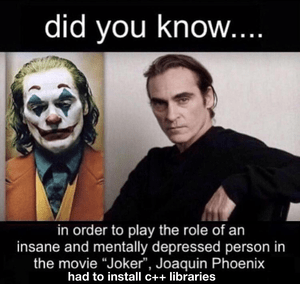 did you know....
in order to play the role of an
insane and mentally depressed person in
the movie “Joker”, Joaquin Phoenix
had to install c++ libraries